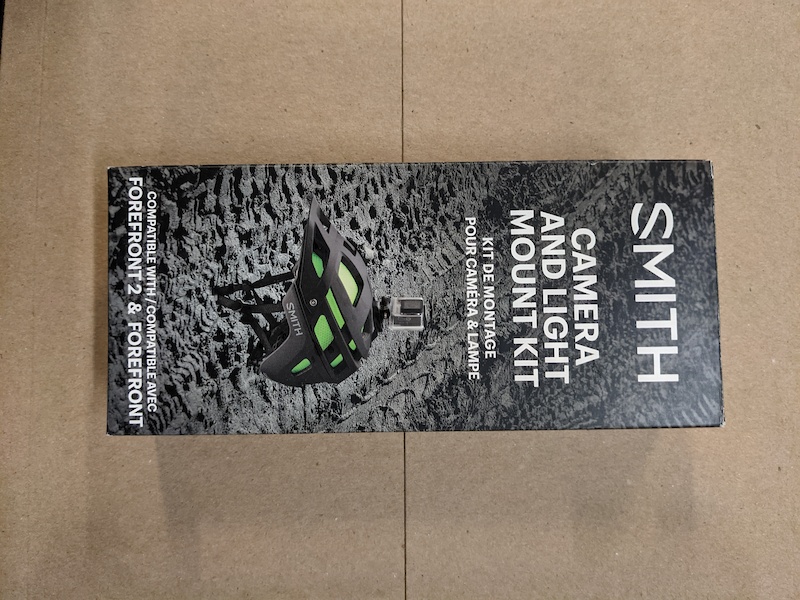 SMITH
CAMERA
AND LIGHT
MOUNT KIT
KIT DE MONTAGE
POUR CAMERA & LAMPE
SMITH
COMPATIBLE WITH / COMPATIBLE AVEC
FOREFRONT 2 & FOREFRONT